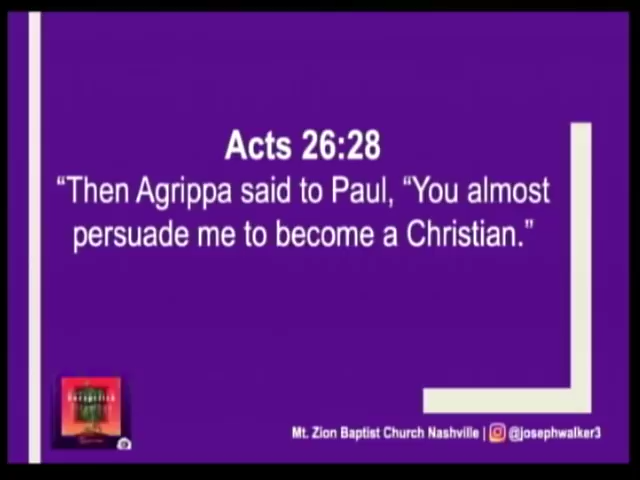 Acts 26:28
“Then Agrippa said to Paul, “You almost
persuade me to become a Christian.”
Mt. Zion Baptist Church Nashville | @josephwalker3